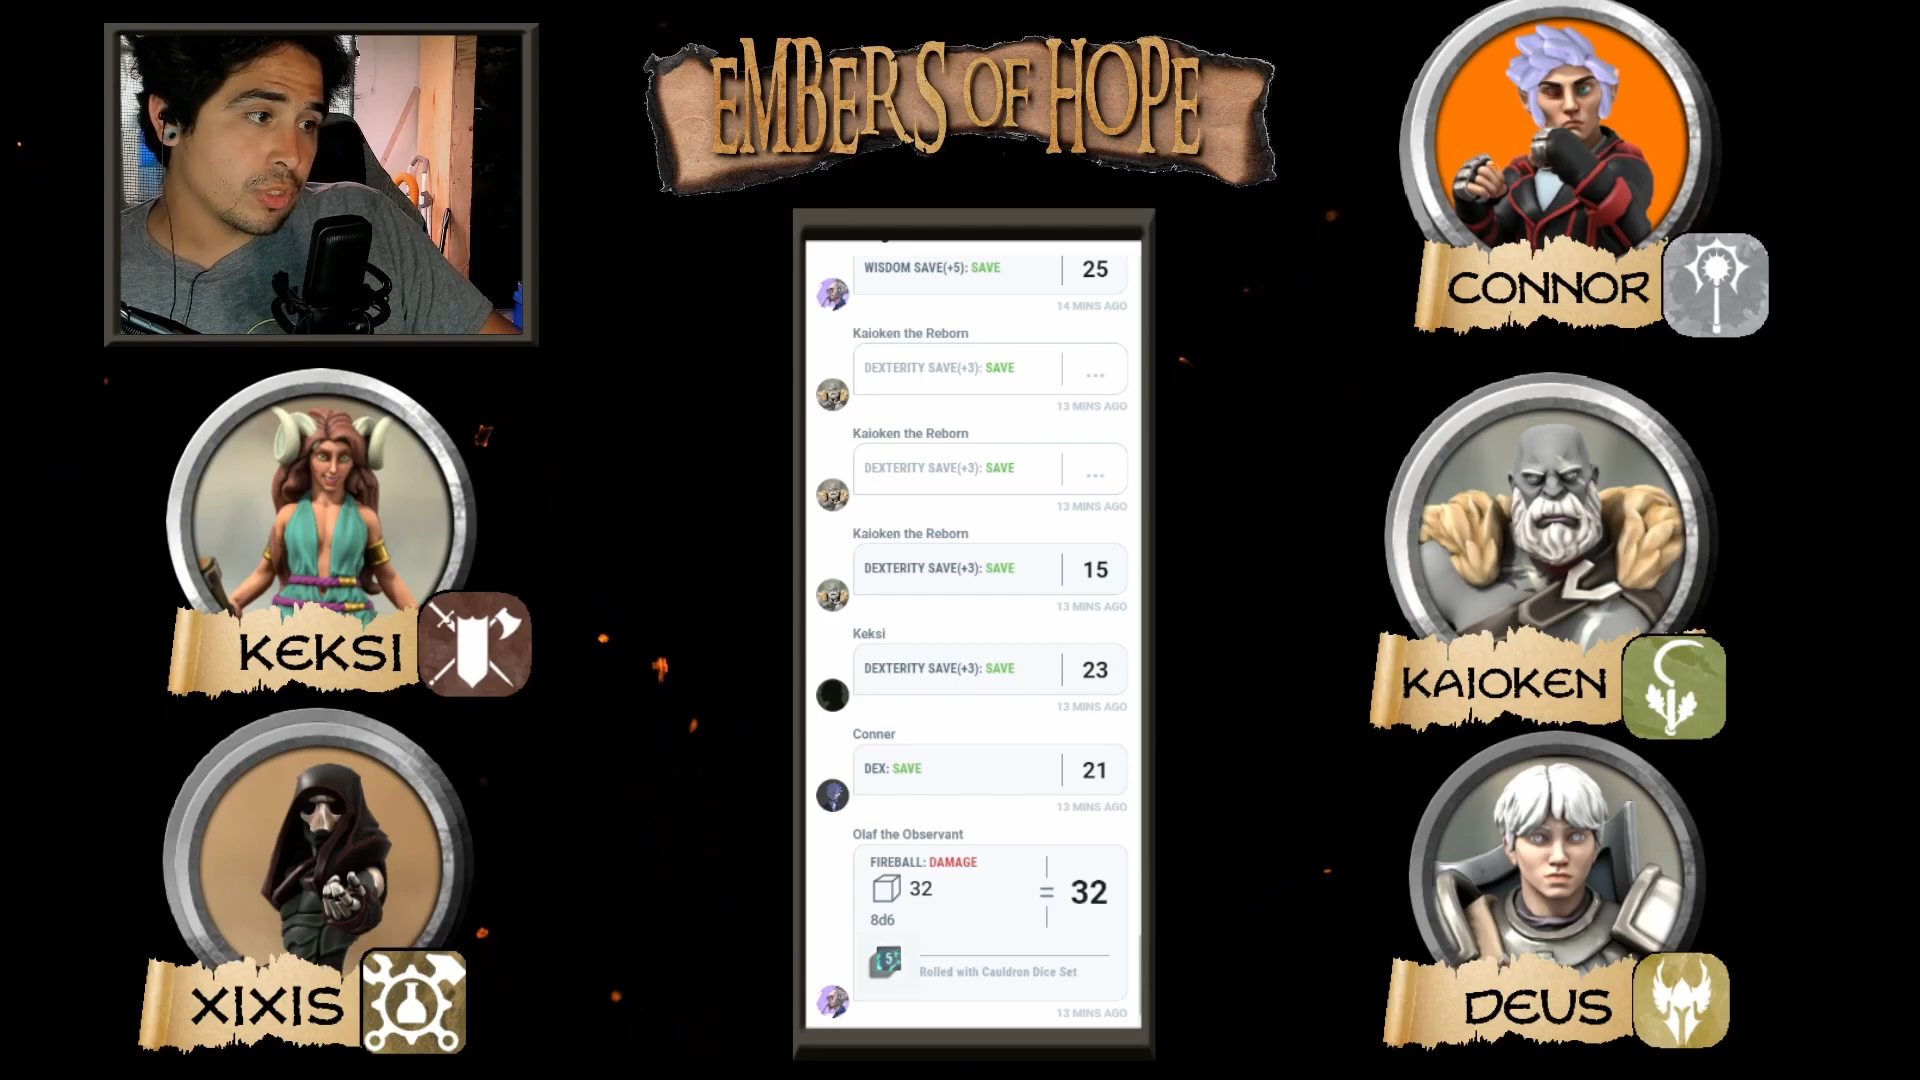 EMBERS OF HOPE
WISDOM SAVE(+5): SAVE 25
14 MINS AGO
Kaioken the Reborn
DEXTERITY SAVE(+3): SAVE ...
13 MINS AGO
Kaioken the Reborn
DEXTERITY SAVE(+3): SAVE ...
13 MINS AGO
Kaioken the Reborn
DEXTERITY SAVE(+3): SAVE 15
13 MINS AGO
Keksi
DEXTERITY SAVE(+3): SAVE 23
13 MINS AGO
Conner
DEX: SAVE 21
13 MINS AGO
Olaf the Observant
FIREBALL: DAMAGE
32 = 32
8d6
5
Rolled with Cauldron Dice Set
13 MINS AGO
KEKSI
XIXIS
CONNOR
KAIOKEN
DEUS